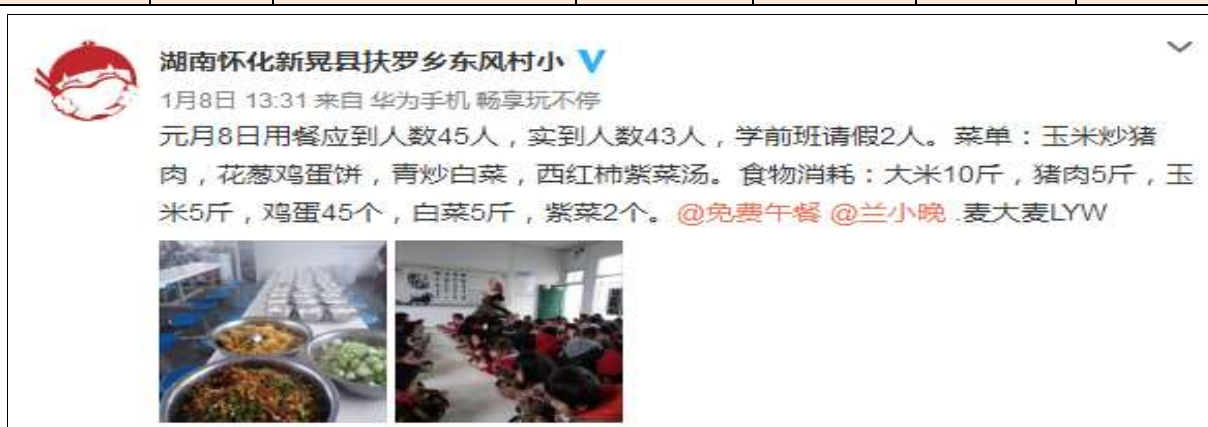 湖南怀化新晃县扶罗乡东风村小
1月8日 13:31 来自 华为手机 畅享玩不停
元月8日用餐应到人数45人，实到人数43人，学前班请假2人。菜单：玉米炒猪
肉，花葱鸡蛋饼，青炒白菜，西红柿紫菜汤。食物消耗：大米10斤，猪肉5斤，玉
米5斤，鸡蛋45个，白菜5斤，紫菜2个。@免费午餐 @兰小晚 .麦大麦LYW